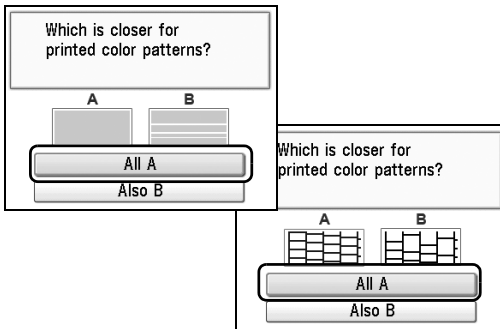 Which is closer for
printed color patterns?
A B
All A
Also B
Which is closer for
printed color patterns?
A B
All A
Also B